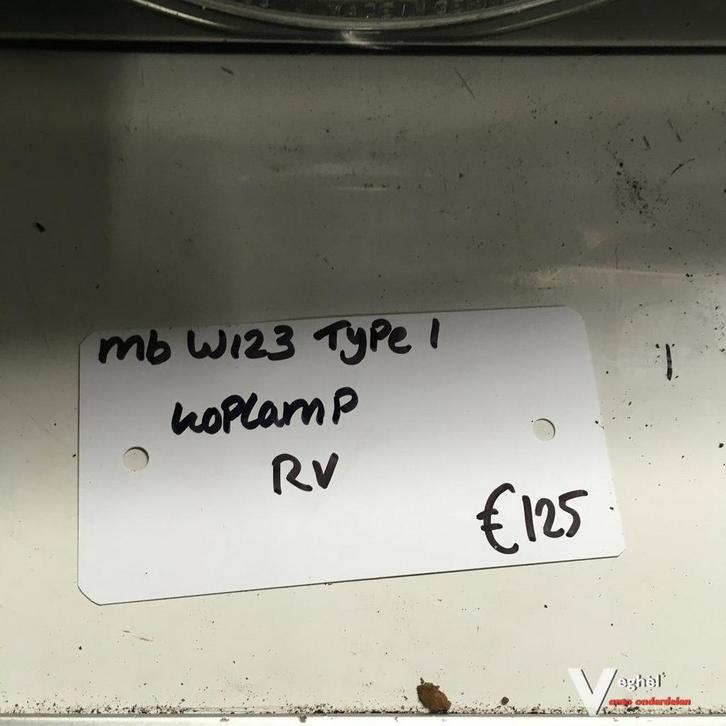 mb W123 Type 1
koplamp
RV
€125
Veghel
auto onderdelen